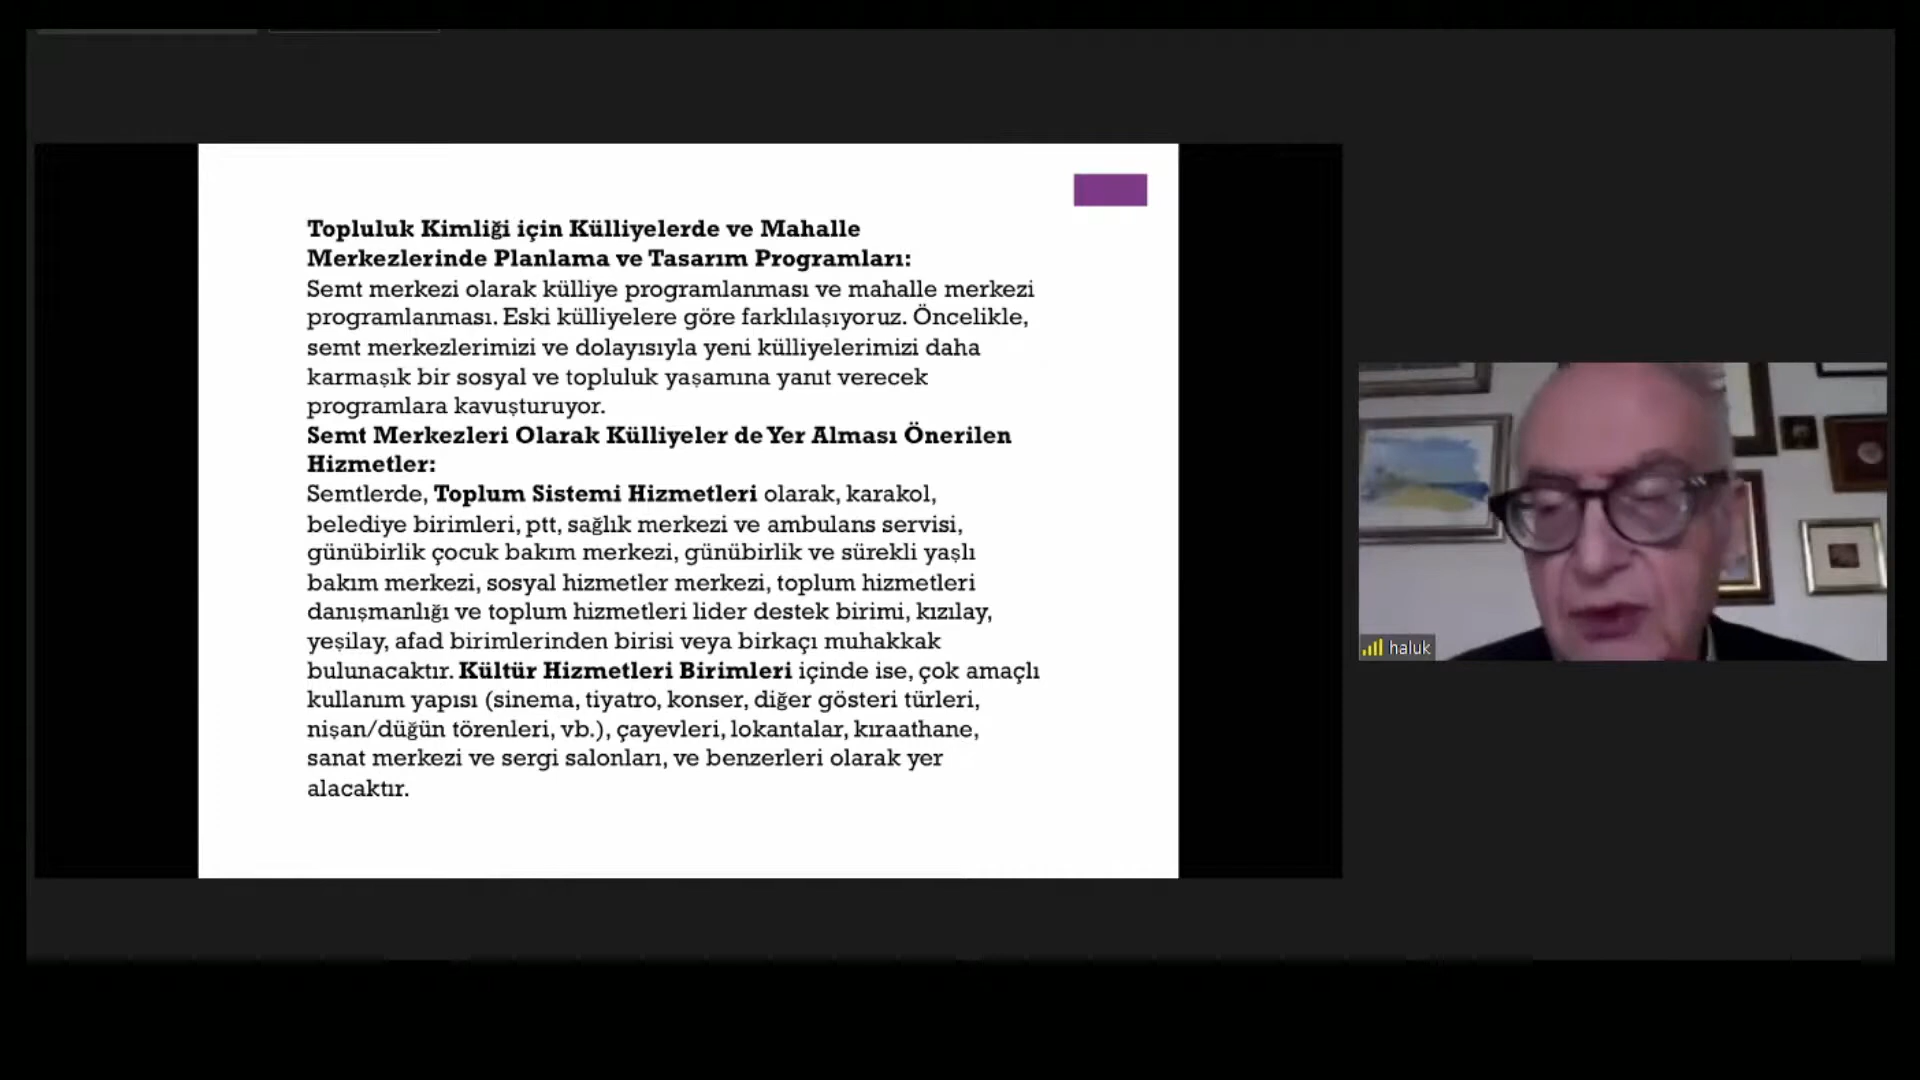 Topluluk Kimliği için Külliyelerde ve Mahalle
Merkezlerinde Planlama ve Tasarım Programları:
Semt merkezi olarak külliye programlanması ve mahalle merkezi
programlanması. Eski külliyelere göre farklılaşıyoruz. Öncelikle,
semt merkezlerimizi ve dolayısıyla yeni külliyelerimizi daha
karmaşık bir sosyal ve topluluk yaşamına yanıt verecek
programlara kavuşturuyor.
Semt Merkezleri Olarak Külliyeler de Yer Alması Önerilen
Hizmetler:
Semtlerde, Toplum Sistemi Hizmetleri olarak, karakol,
belediye birimleri, ptt, sağlık merkezi ve ambulans servisi,
günübirlik çocuk bakım merkezi, günübirlik ve sürekli yaşlı
bakım merkezi, sosyal hizmetler merkezi, toplum hizmetleri
danışmanlığı ve toplum hizmetleri lider destek birimi, kızılay,
yeşilay, afad birimlerinden birisi veya birkaçı muhakkak
bulunacaktır. Kültür Hizmetleri Birimleri içinde ise, çok amaçlı
kullanım yapısı (sinema, tiyatro, konser, diğer gösteri türleri,
nişan/düğün törenleri, vb.), çayevleri, lokantalar, kıraathane,
sanat merkezi ve sergi salonları, ve benzerleri olarak yer
alacaktır.
haluk